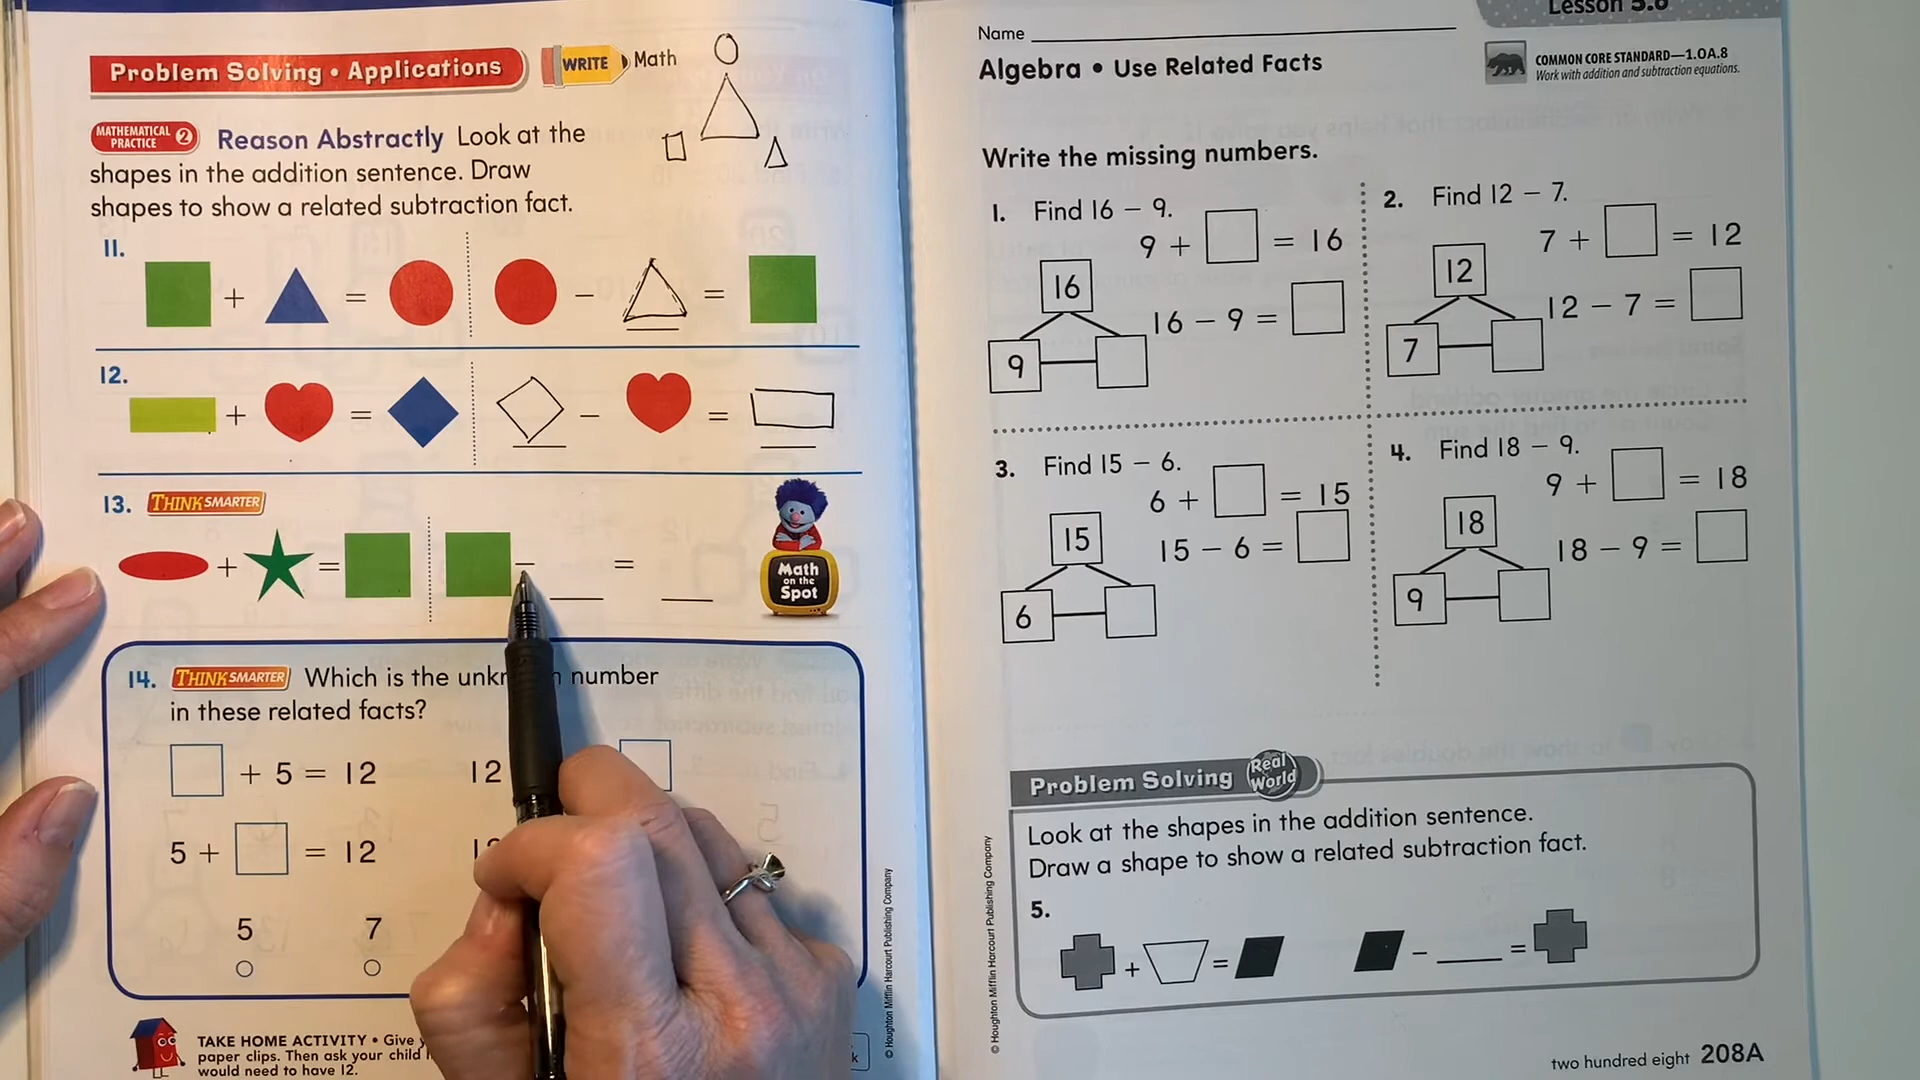 Problem Solving • Applications WRITE Math
MATHEMATICAL PRACTICE 2 Reason Abstractly Look at the
shapes in the addition sentence. Draw
shapes to show a related subtraction fact.
11.
+ = − =
12.
+ = − =
13. THINK SMARTER
+ = − =
Math
on the
Spot
14. THINK SMARTER Which is the number
in these related facts?
+ 5 = 12 12
5 + = 12
5 7
TAKE HOME ACTIVITY • Give
paper clips. Then ask your child
would need to have 12.
© Houghton Mifflin Harcourt Publishing Company
Name
Algebra • Use Related Facts
Lesson 5.6
COMMON CORE STANDARD—1.OA.8
Work with addition and subtraction equations.
Write the missing numbers.
1. Find 16 − 9.
9 + = 16
16
16 − 9 =
9
2. Find 12 − 7.
7 + = 12
12
12 − 7 =
7
3. Find 15 − 6.
6 + = 15
15
15 − 6 =
6
4. Find 18 − 9.
9 + = 18
18
18 − 9 =
9
Problem Solving Real World
Look at the shapes in the addition sentence.
Draw a shape to show a related subtraction fact.
5.
+ = − =
© Houghton Mifflin Harcourt Publishing Company
two hundred eight 208A